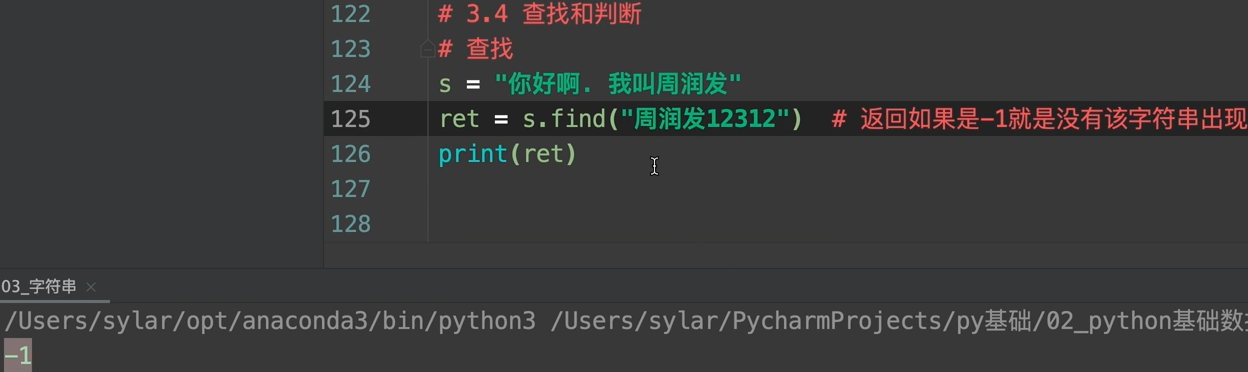 122 # 3.4 查找和判断
123 # 查找
124 s = "你好啊. 我叫周润发"
125 ret = s.find("周润发12312")  # 返回如果是-1就是没有该字符串出现
126 print(ret)
127
128
03_字符串 ×
/Users/sylar/opt/anaconda3/bin/python3 /Users/sylar/PycharmProjects/py基础/02_python基础数
-1